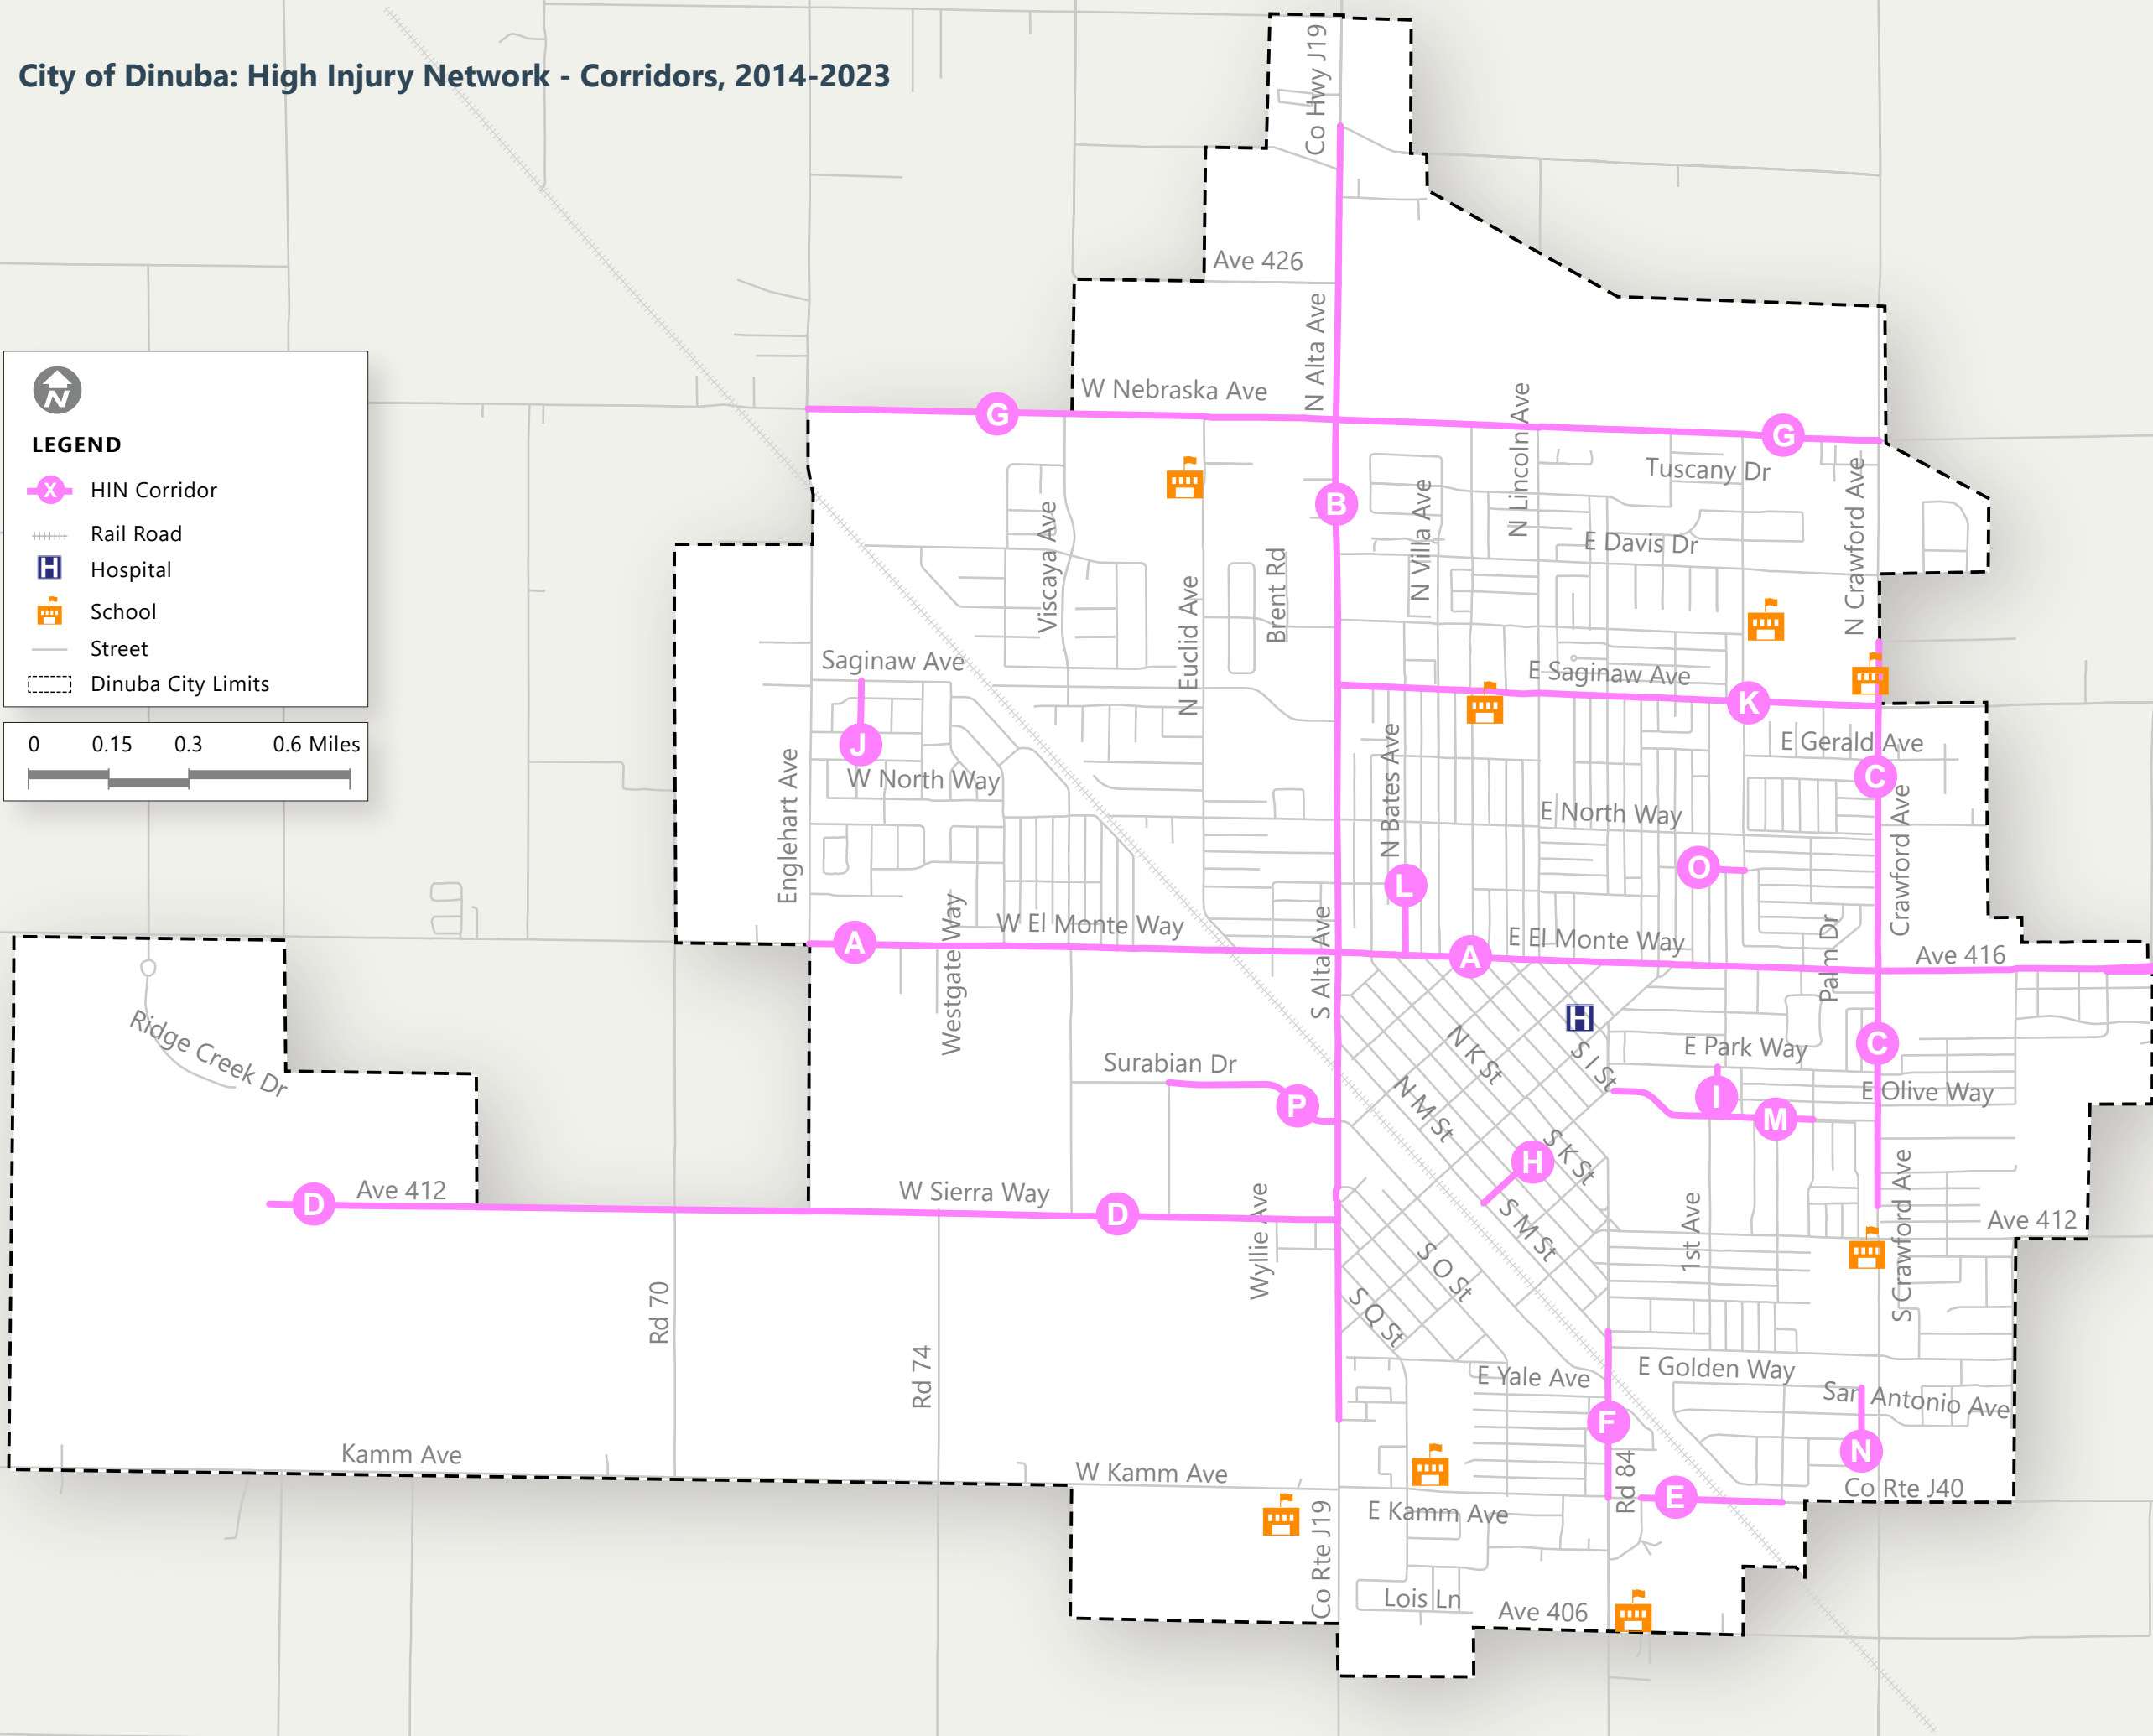 City of Dinuba: High Injury Network - Corridors, 2014-2023
Co Hwy J19
Ave 426
N Alta Ave
W Nebraska Ave
G
G
N
LEGEND
X HIN Corridor
Rail Road
H Hospital
School
Street
Dinuba City Limits
0 0.15 0.3 0.6 Miles
N Lincoln Ave
Tuscany Dr
N Crawford Ave
B
N Villa Ave
E Davis Dr
Viscaya Ave
Brent Rd
N Euclid Ave
Saginaw Ave
E Saginaw Ave
K
J
W North Way
E Gerald Ave
C
N Bates Ave
Englehart Ave
E North Way
Crawford Ave
O
L
Westgate Way
W El Monte Way
A
S Alta Ave
A
E El Monte Way
Palm Dr
Ave 416
Ridge Creek Dr
H
N K St
S I St
E Park Way
C
Surabian Dr
P
N M St
I
M
E Olive Way
H
S K St
D
Ave 412
W Sierra Way
D
Wyllie Ave
S M St
1st Ave
S Crawford Ave
Ave 412
S O St
Rd 70
Rd 74
S Q St
E Yale Ave
E Golden Way
San Antonio Ave
F
N
Kamm Ave
W Kamm Ave
Rd 84
E
Co Rte J40
E Kamm Ave
Co Rte J19
Lois Ln
Ave 406